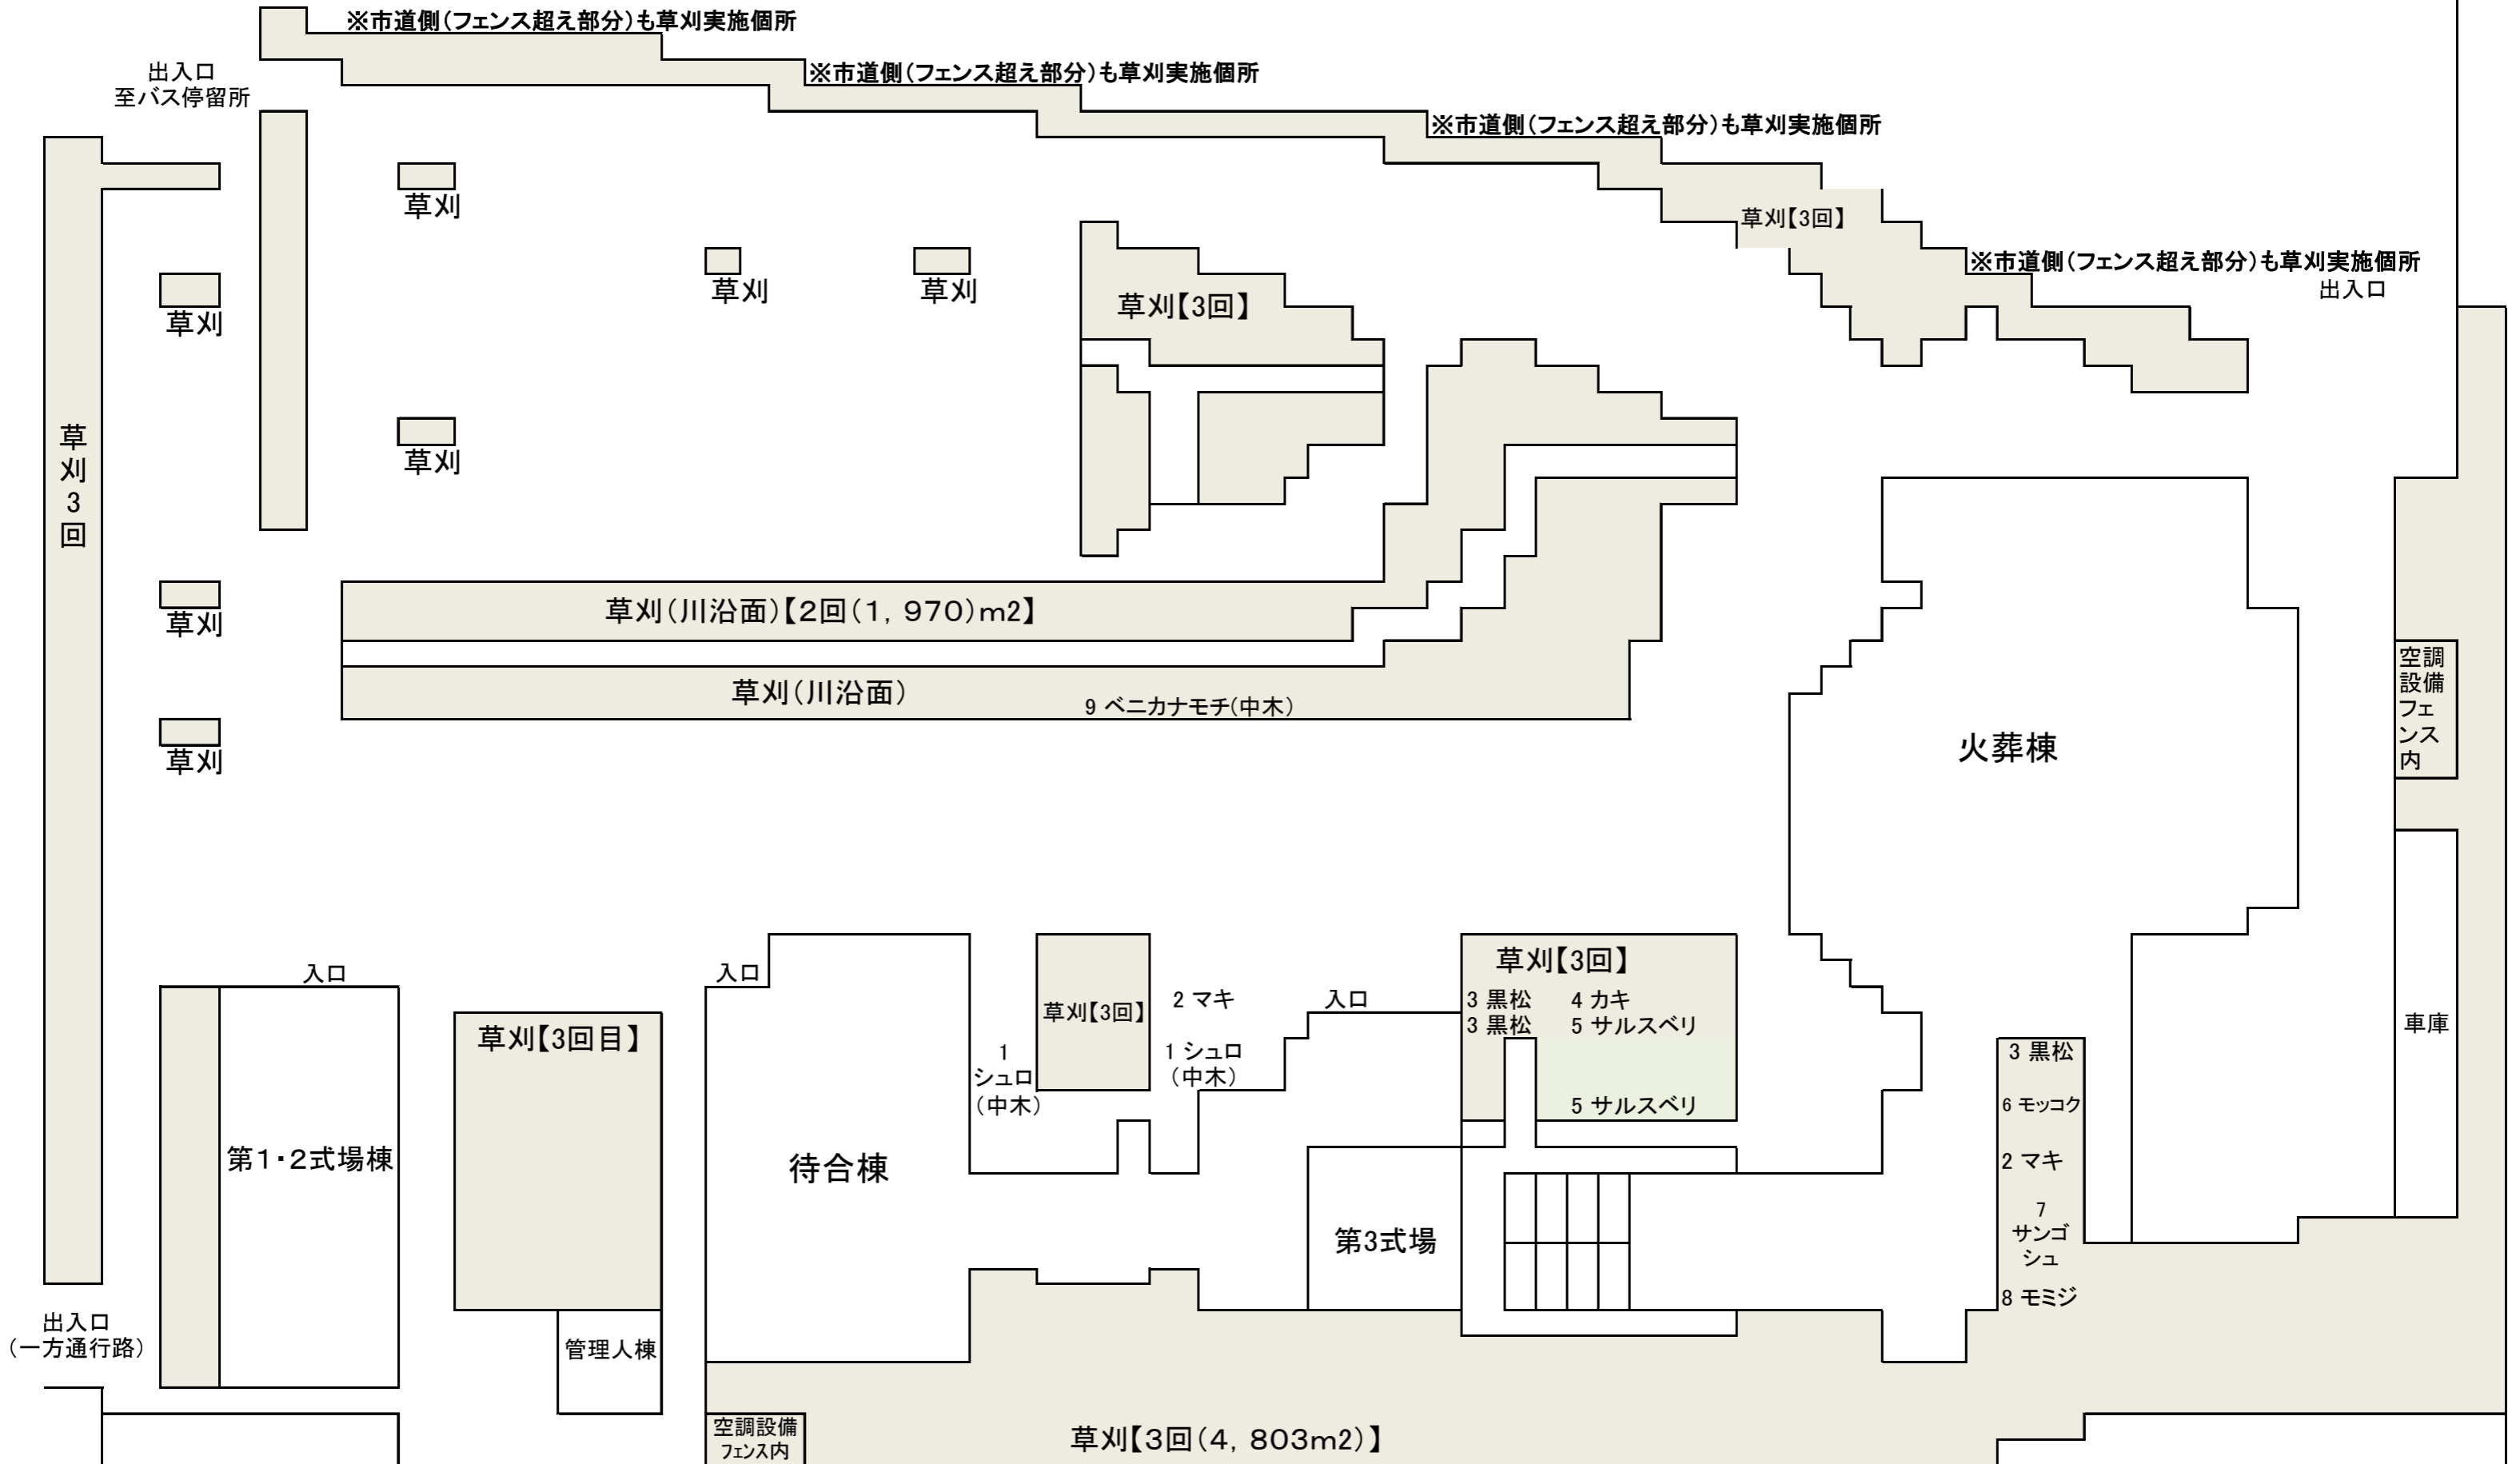 ※市道側(フェンス超え部分)も草刈実施個所
※市道側(フェンス超え部分)も草刈実施個所
出入口
至バス停留所
※市道側(フェンス超え部分)も草刈実施個所
草刈
草刈【3回】
※市道側(フェンス超え部分)も草刈実施個所
出入口
草刈
草刈
草刈
草刈【3回】
草
刈
3
回
草刈
草刈(川沿面)【2回(1,970)m2】
草刈
草刈(川沿面)
9 ベニカナモチ(中木)
草刈
空調
設備
フェ
ンス
内
火葬棟
入口
入口
草刈【3回】
草刈【3回】
2 マキ
入口
3 黒松
4 カキ
3 黒松
5 サルスベリ
車庫
草刈【3回目】
1
シュロ
(中木)
1 シュロ
(中木)
5 サルスベリ
3 黒松
6 モッコク
2 マキ
7
サンゴ
シュ
8 モミジ
第1・2式場棟
待合棟
第3式場
出入口
(一方通行路)
管理人棟
空調設備
フェンス内
草刈【3回(4,803m2)】